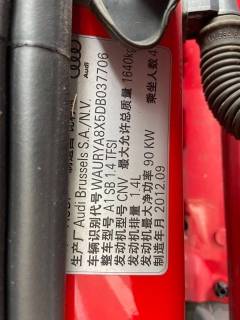 Audi
生产厂 Audi Brussels S.A./N.V.
车辆识别代号 WAURYA8X5DB037706
整车型号 A1 SB 1.4 TFSI
发动机型号 CNV 最大允许总质量 1640kg
发动机排量 1.4L 乘坐人数 4
发动机最大净功率 90 KW
制造年月 2012.09